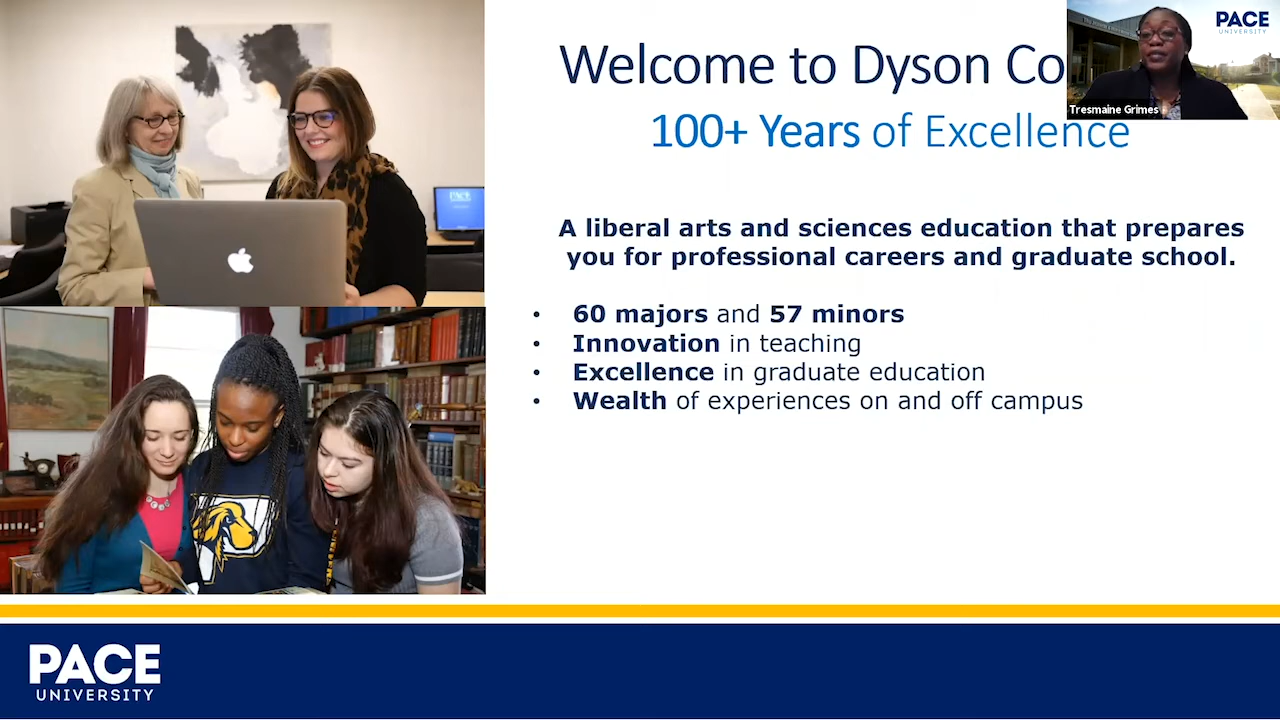 Welcome to Dyson Co
100+ Years of Excellence
PACE
UNIVERSITY
Tresmaine Grimes
A liberal arts and sciences education that prepares
you for professional careers and graduate school.
• 60 majors and 57 minors
• Innovation in teaching
• Excellence in graduate education
• Wealth of experiences on and off campus
PACE
PACE
UNIVERSITY